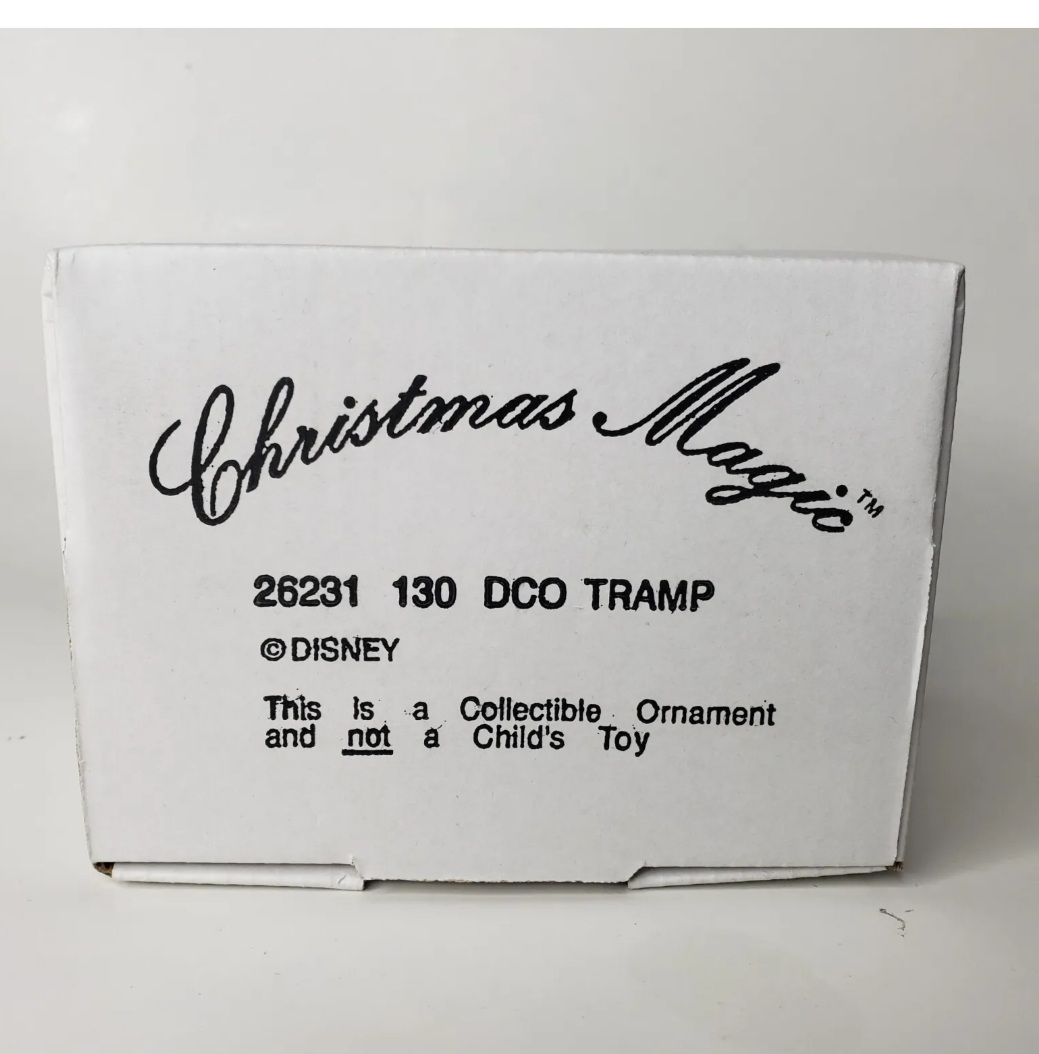 Christmas Magic™
26231 130 DCO TRAMP
©DISNEY
This is a Collectible Ornament
and not a Child's Toy